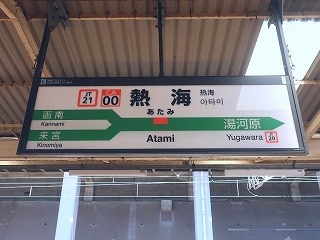 JT
21
CA
00
熱海
あたみ
Atami
热海
아타미
函南
Kannami
来宮
Kinomiya
湯河原
Yugawara
JT
20